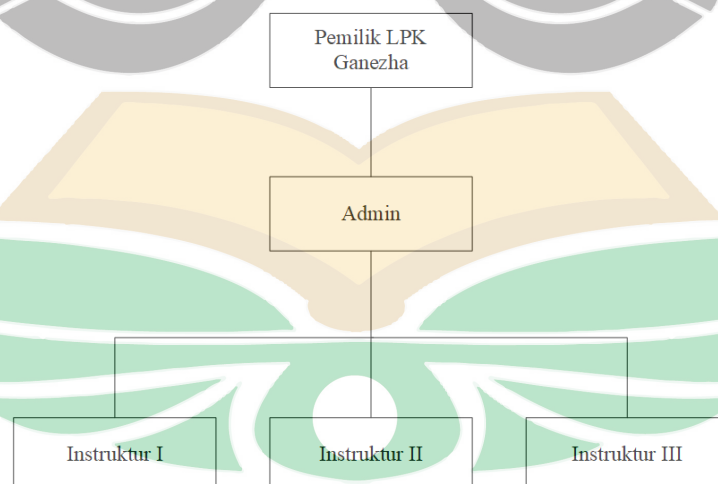 Pemilik LPK
Ganezha
Admin
Instruktur I
Instruktur II
Instruktur III